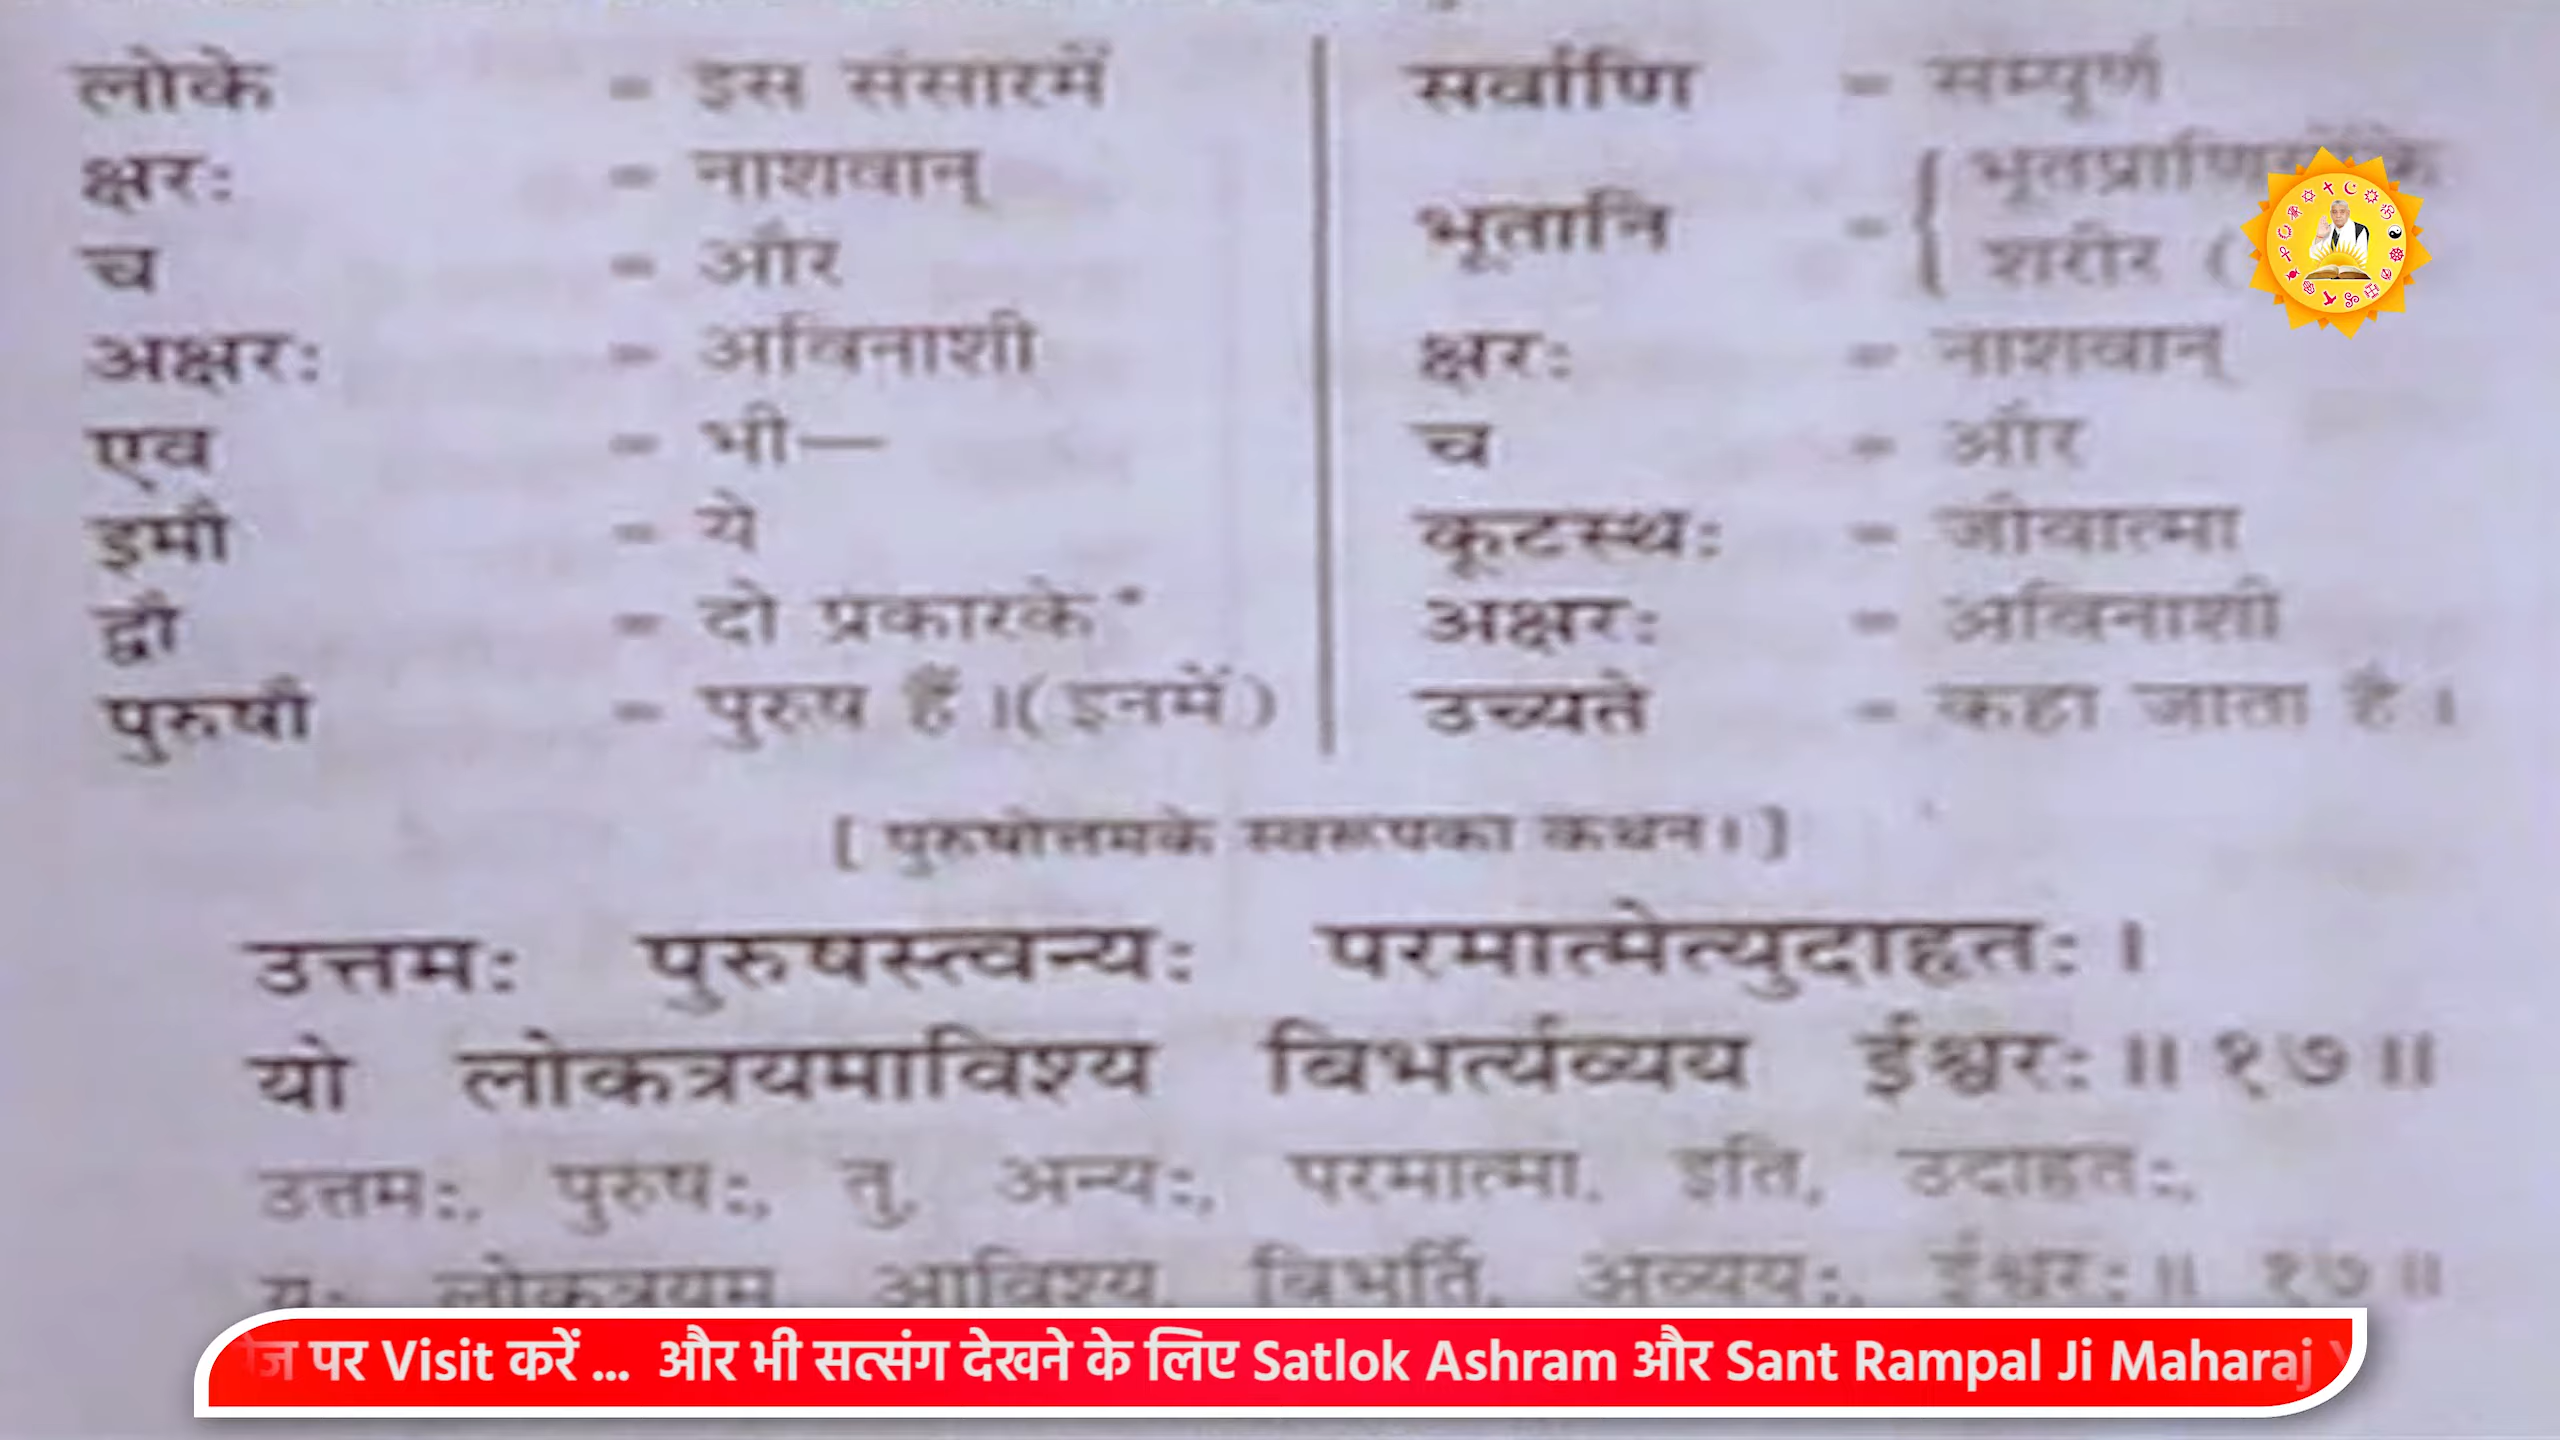 लोके = इस संसारमें
क्षरः = नाशवान्
च = और
अक्षरः = अविनाशी
एव = भी—
इमौ = ये
द्वौ = दो प्रकारके*
पुरुषौ = पुरुष हैं।(इनमें)
सर्वाणि = सम्पूर्ण
भूतानि = { भूतप्राणियोंके
शरीर (
क्षरः = नाशवान्
च = और
कूटस्थः = जीवात्मा
अक्षरः = अविनाशी
उच्यते = कहा जाता है।
[ पुरुषोत्तमके स्वरूपका कथन। ]
उत्तमः पुरुषस्त्वन्यः परमात्मेत्युदाहृतः ।
यो लोकत्रयमाविश्य बिभर्त्यव्यय ईश्वरः ॥ १७ ॥
उत्तमः, पुरुषः, तु, अन्यः, परमात्मा, इति, उदाहृतः,
यः लोकत्रयम् आविश्य, बिभर्ति, अव्ययः, ईश्वरः ॥ १७ ॥
पर Visit करें ... और भी सत्संग देखने के लिए Satlok Ashram और Sant Rampal Ji Maharaj